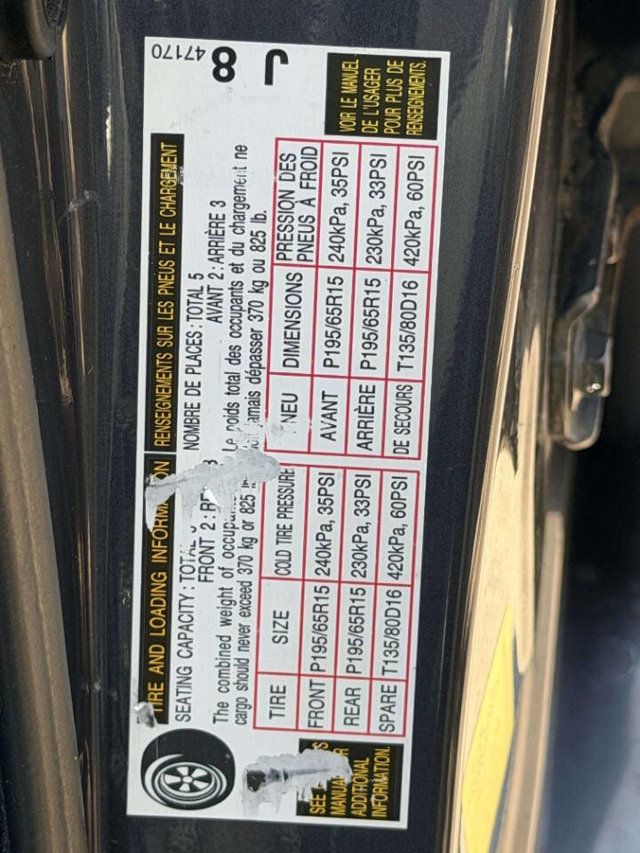 TIRE AND LOADING INFORMATION
SEATING CAPACITY : TOTAL 5
FRONT 2 : 3
The combined weight of
cargo should never exceed 370 kg or 825
TIRE SIZE COLD TIRE PRESSURE
FRONT P195/65R15 240kPa, 35PSI
REAR P195/65R15 230kPa, 33PSI
SPARE T135/80D16 420kPa, 60PSI
SEE
MANUAL
ADDITIONAL
INFORMATION.
RENSEIGNEMENTS SUR LES PNEUS ET LE CHARGEMENT
NOMBRE DE PLACES : TOTAL 5
AVANT 2 : ARRIÈRE 3
Le poids total des occupants et du chargement ne
jamais dépasser 370 kg ou 825 lb.
PNEU DIMENSIONS PRESSION DES
PNEUS À FROID
AVANT P195/65R15 240kPa, 35PSI
ARRIÈRE P195/65R15 230kPa, 33PSI
DE SECOURS T135/80D16 420kPa, 60PSI
VOIR LE MANUEL
DE L'USAGER
POUR PLUS DE
RENSEIGNEMENTS.
47170
8
J